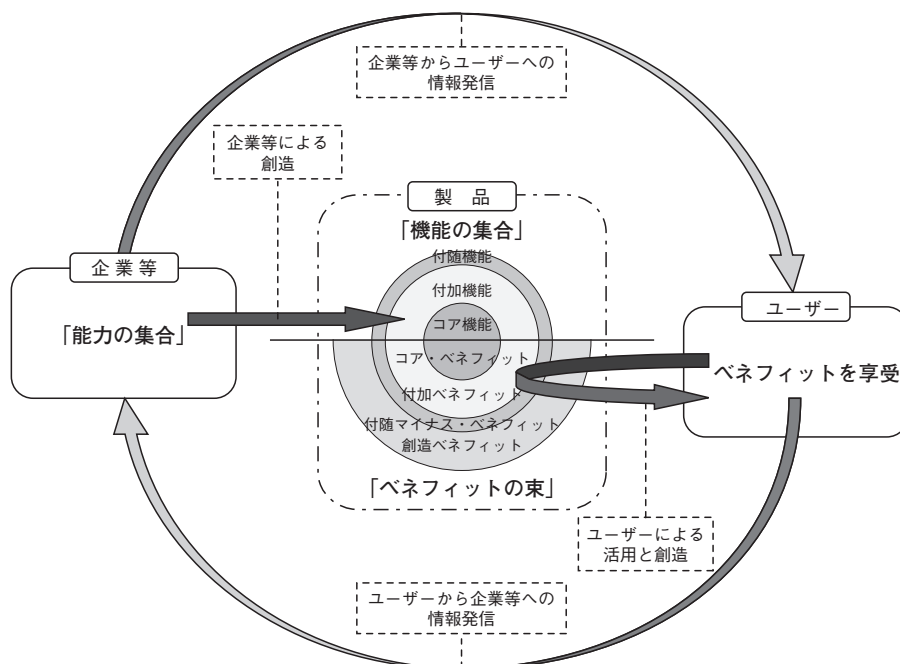 企業等からユーザーへの
情報発信
企業等による
創造
製 品
「機能の集合」
付随機能
付加機能
コア機能
企業等
「能力の集合」
ユーザー
ベネフィットを享受
コア・ベネフィット
付加ベネフィット
付随マイナス・ベネフィット
創造ベネフィット
「ベネフィットの束」
ユーザーによる
活用と創造
ユーザーから企業等への
情報発信